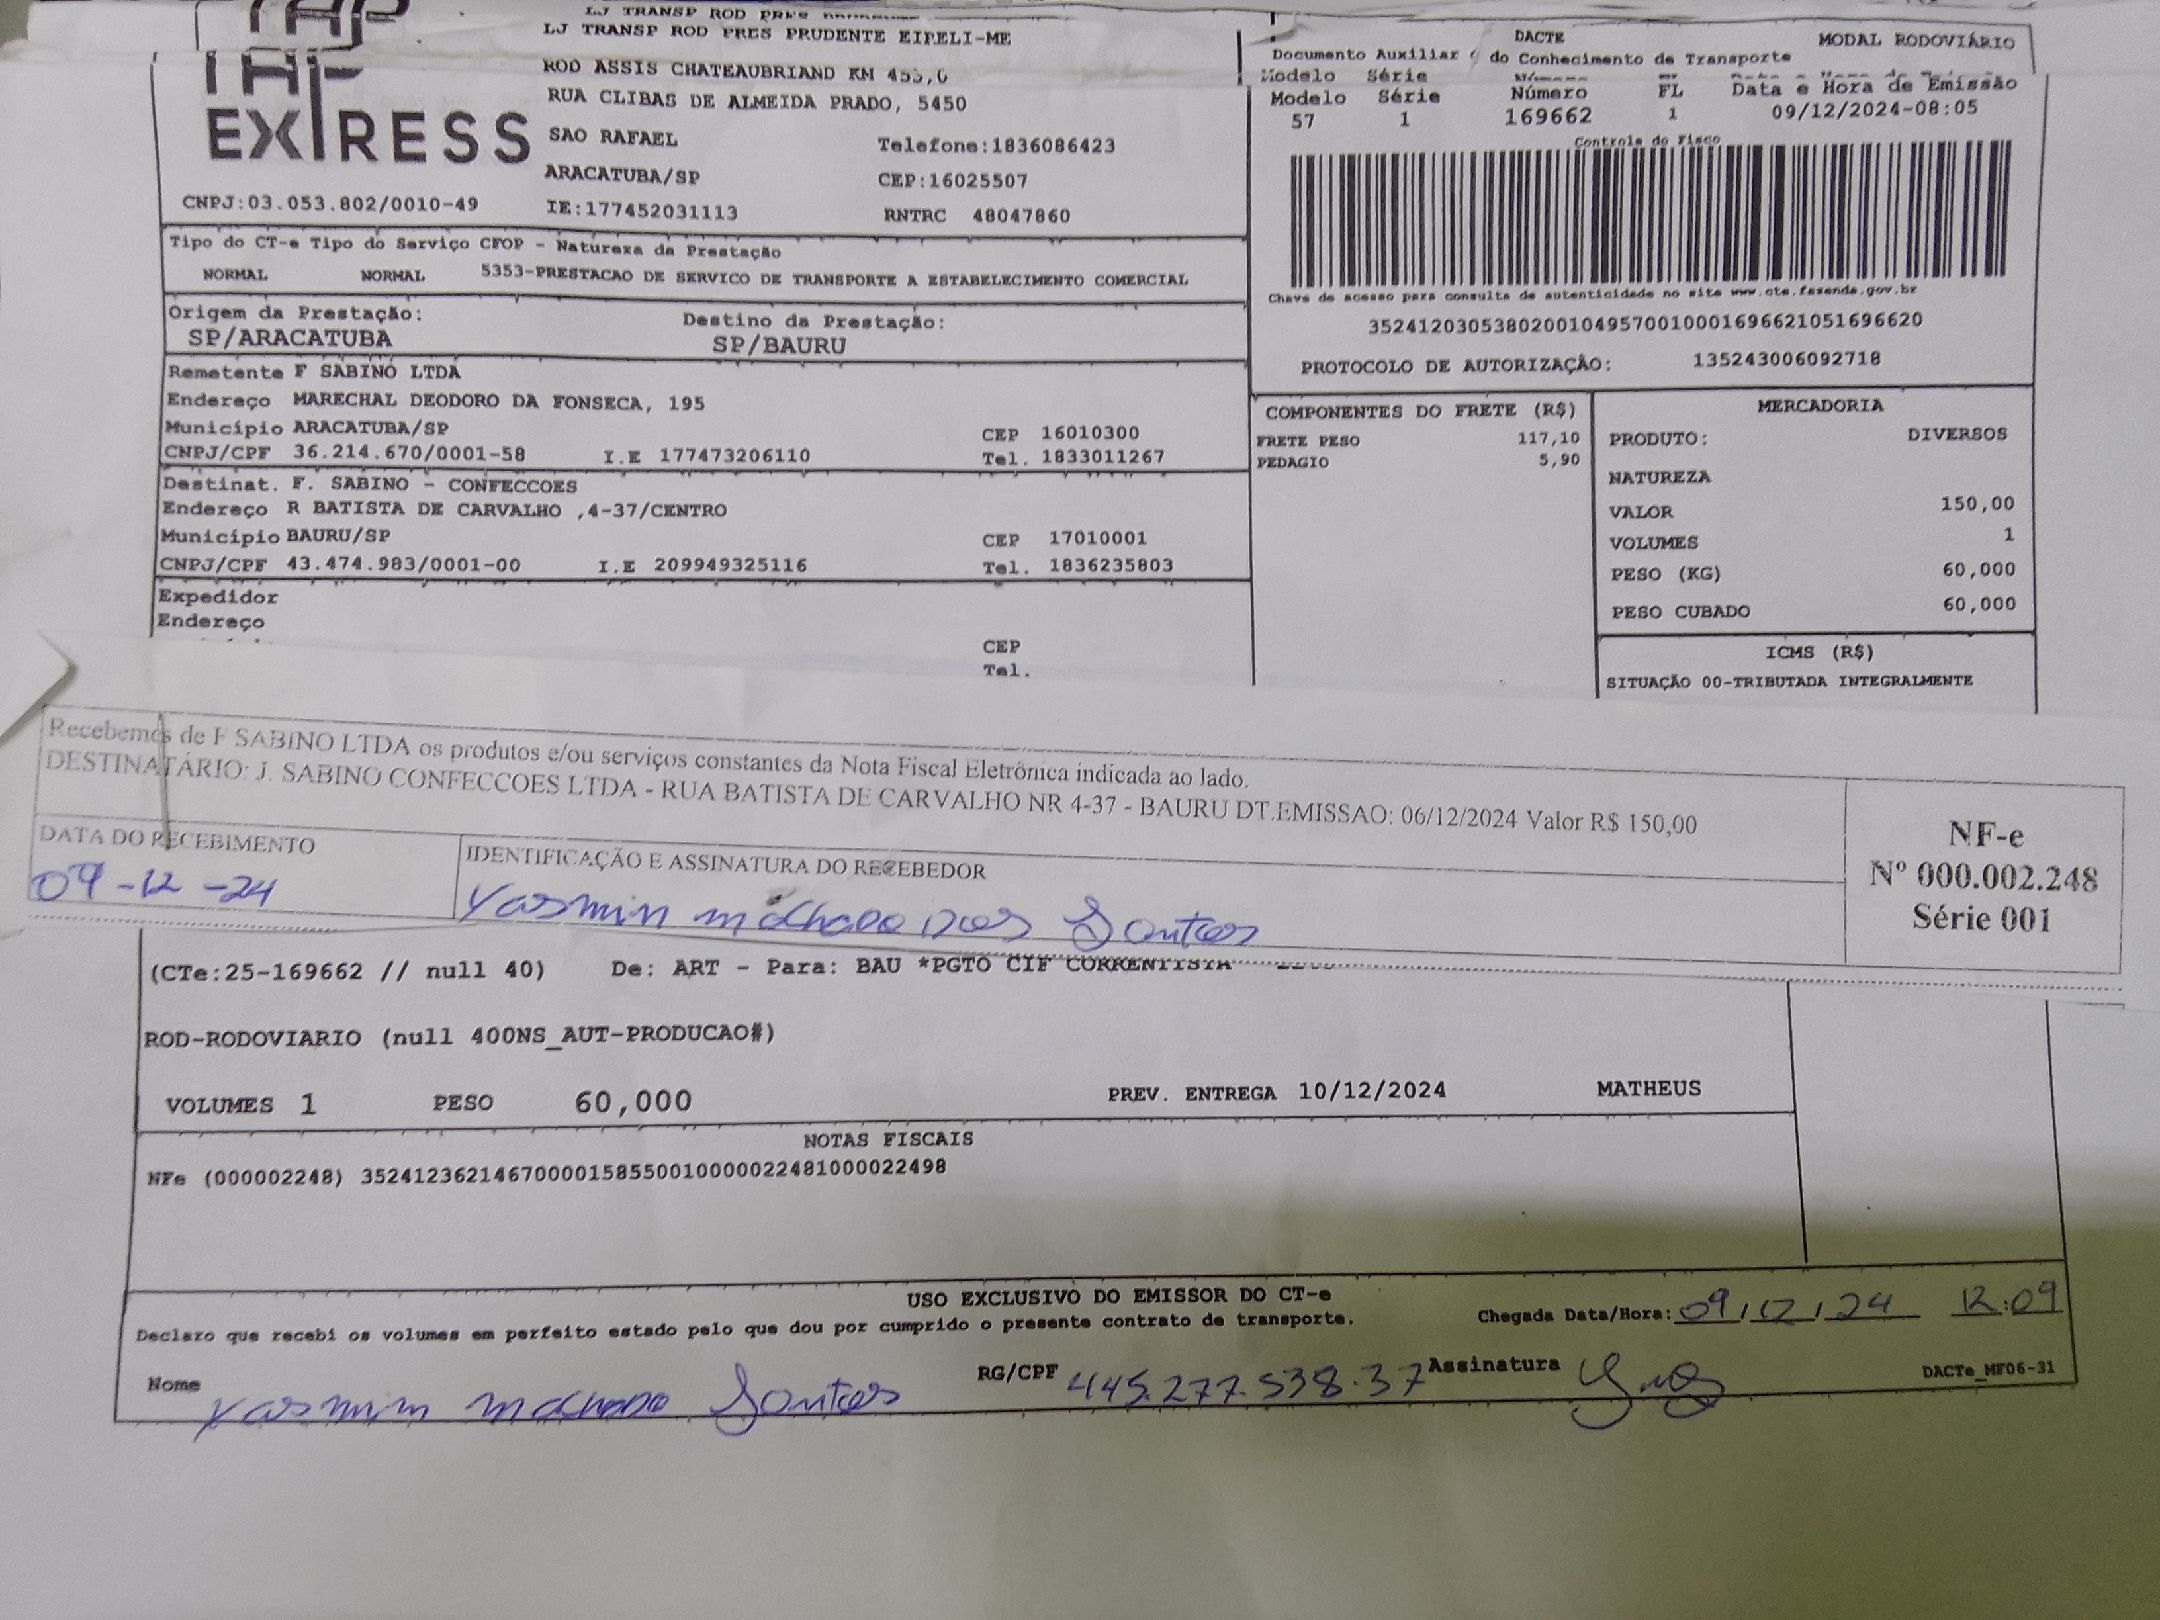 LJ TRANSP ROD PRES
LJ TRANSP ROD PRES PRUDENTE EIRELI-ME
ROD ASSIS CHATEAUBRIAND KM 455,0
RUA CLIBAS DE ALMEIDA PRADO, 5450
EXPRESS
SAO RAFAEL Telefone:1836086423
ARACATUBA/SP CEP:16025507
CNPJ:03.053.802/0010-49 IE:177452031113 RNTRC 48047860
DACTE MODAL RODOVIÁRIO
Documento Auxiliar do Conhecimento de Transporte
Modelo Série
Modelo Série Número FL Data e Hora de Emissão
57 1 169662 1 09/12/2024-08:05
Controle do Fisco
Chave de acesso para consulta de autenticidade no site www.cte.fazenda.gov.br
35241203053802001049570010001696621051696620
PROTOCOLO DE AUTORIZAÇÂO: 135243006092718
Tipo do CT-e Tipo do Serviço CFOP - Natureza da Prestação
NORMAL NORMAL 5353-PRESTACAO DE SERVICO DE TRANSPORTE A ESTABELECIMENTO COMERCIAL
Origem da Prestação: Destino da Prestação:
SP/ARACATUBA SP/BAURU
Remetente F SABINO LTDA
Endereço MARECHAL DEODORO DA FONSECA, 195
Município ARACATUBA/SP CEP 16010300
CNPJ/CPF 36.214.670/0001-58 I.E 177473206110 Tel. 1833011267
Destinat. F. SABINO - CONFECCOES
Endereço R BATISTA DE CARVALHO ,4-37/CENTRO
Município BAURU/SP CEP 17010001
CNPJ/CPF 43.474.983/0001-00 I.E 209949325116 Tel. 1836235803
Expedidor
Endereço
CEP
Tel.
COMPONENTES DO FRETE (R$)
FRETE PESO 117,10
PEDAGIO 5,90
MERCADORIA
PRODUTO: DIVERSOS
NATUREZA
VALOR 150,00
VOLUMES 1
PESO (KG) 60,000
PESO CUBADO 60,000
ICMS (R$)
SITUAÇÃO 00-TRIBUTADA INTEGRALMENTE
Recebemos de F SABINO LTDA os produtos e/ou serviços constantes da Nota Fiscal Eletrônica indicada ao lado.
DESTINATÁRIO: J. SABINO CONFECCOES LTDA - RUA BATISTA DE CARVALHO NR 4-37 - BAURU DT.EMISSAO: 06/12/2024 Valor R$ 150,00
DATA DO RECEBIMENTO IDENTIFICAÇÃO E ASSINATURA DO RECEBEDOR
09-12-24 Yasmin machado dos Santos
NF-e
Nº 000.002.248
Série 001
(CTe:25-169662 // null 40) De: ART - Para: BAU *PGTO CIF CORRENTISTA
ROD-RODOVIARIO (null 400NS_AUT-PRODUCAO#)
VOLUMES 1 PESO 60,000 PREV. ENTREGA 10/12/2024 MATHEUS
NOTAS FISCAIS
NFe (000002248) 35241236214670000158550010000022481000022498
USO EXCLUSIVO DO EMISSOR DO CT-e
Declaro que recebi os volumes em perfeito estado pelo que dou por cumprido o presente contrato de transporte. Chegada Data/Hora: 09/12/24 12:09
Nome Yasmin machado Santos RG/CPF 445.277.538.37 Assinatura
DACTe_MF06-31